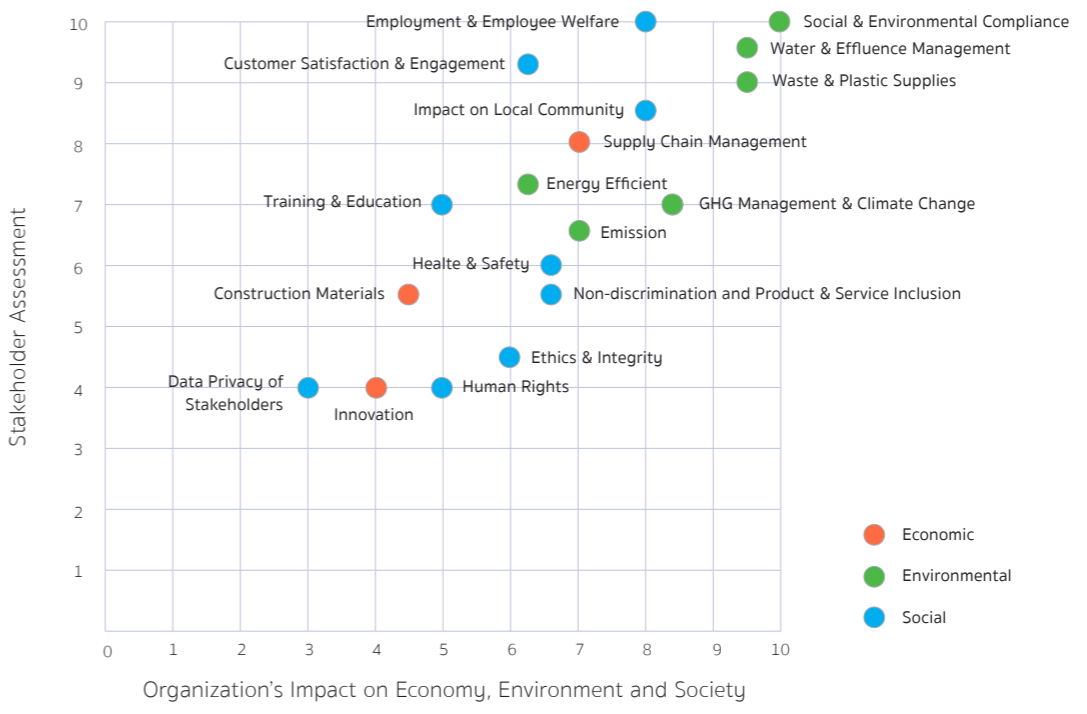 10
Employment & Employee Welfare
Social & Environmental Compliance
Water & Effluence Management
Customer Satisfaction & Engagement
9
Waste & Plastic Supplies
Impact on Local Community
8
Supply Chain Management
Energy Efficient
7
Training & Education
GHG Management & Climate Change
Emission
6
Healte & Safety
Construction Materials
Non-discrimination and Product & Service Inclusion
5
Ethics & Integrity
4
Data Privacy of
Stakeholders
Innovation
Human Rights
3
2
1
Stakeholder Assessment
Economic
Environmental
Social
0 1 2 3 4 5 6 7 8 9 10
Organization's Impact on Economy, Environment and Society